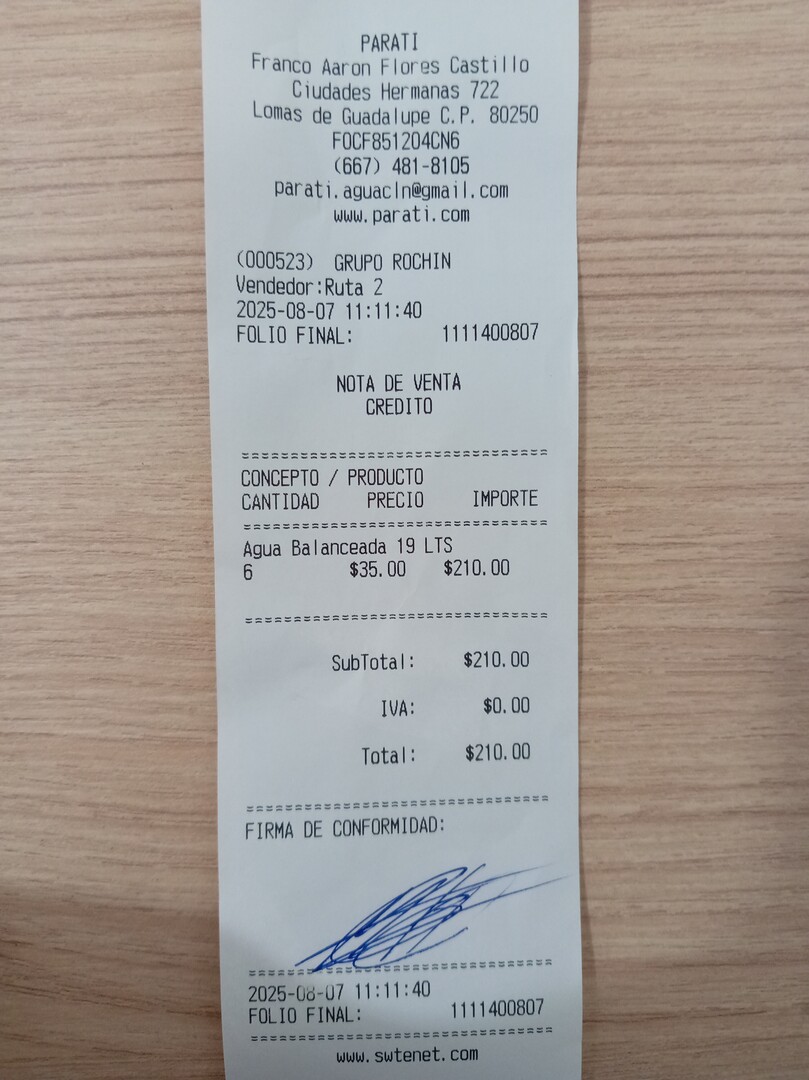 PARATI
Franco Aaron Flores Castillo
Ciudades Hermanas 722
Lomas de Guadalupe C.P. 80250
FOCF851204CN6
(667) 481-8105
parati.aguacln@gmail.com
www.parati.com
(000523) GRUPO ROCHIN
Vendedor:Ruta 2
2025-08-07 11:11:40
FOLIO FINAL: 1111400807
NOTA DE VENTA
CREDITO
================================
CONCEPTO / PRODUCTO
CANTIDAD PRECIO IMPORTE
================================
Agua Balanceada 19 LTS
6 $35.00 $210.00
================================
SubTotal: $210.00
IVA: $0.00
Total: $210.00
================================
FIRMA DE CONFORMIDAD:
================================
2025-08-07 11:11:40
FOLIO FINAL: 1111400807
================================
www.swtenet.com